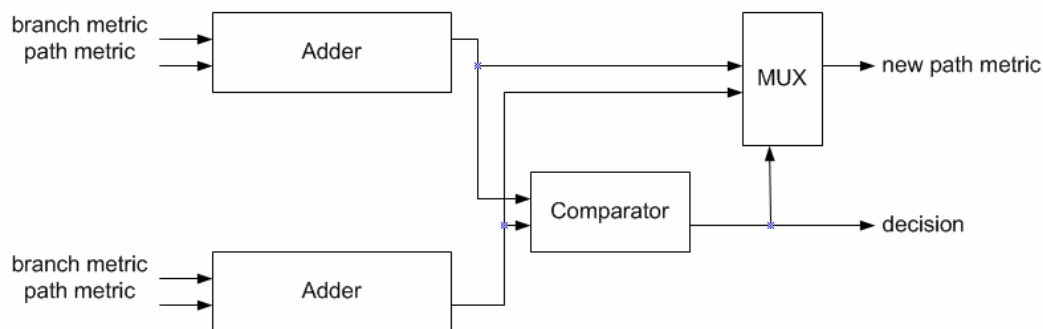 branch metric
path metric
Adder
MUX
new path metric
Comparator
decision
branch metric
path metric
Adder